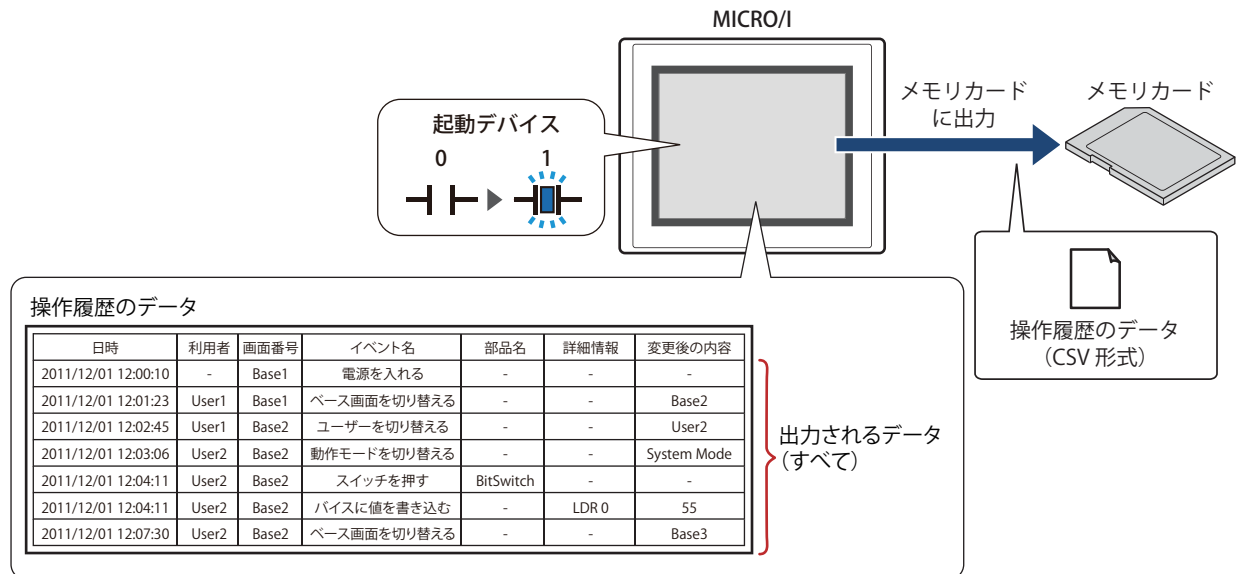 MICRO/I
起動デバイス
0 1
メモリカード
に出力
メモリカード
操作履歴のデータ
(CSV 形式)
操作履歴のデータ
日時 利用者 画面番号 イベント名 部品名 詳細情報 変更後の内容
2011/12/01 12:00:10 - Base1 電源を入れる - - -
2011/12/01 12:01:23 User1 Base1 ベース画面を切り替える - - Base2
2011/12/01 12:02:45 User1 Base2 ユーザーを切り替える - - User2
2011/12/01 12:03:06 User2 Base2 動作モードを切り替える - - System Mode
2011/12/01 12:04:11 User2 Base2 スイッチを押す BitSwitch - -
2011/12/01 12:04:11 User2 Base2 バイスに値を書き込む - LDR 0 55
2011/12/01 12:07:30 User2 Base2 ベース画面を切り替える - - Base3
出力されるデータ
(すべて)